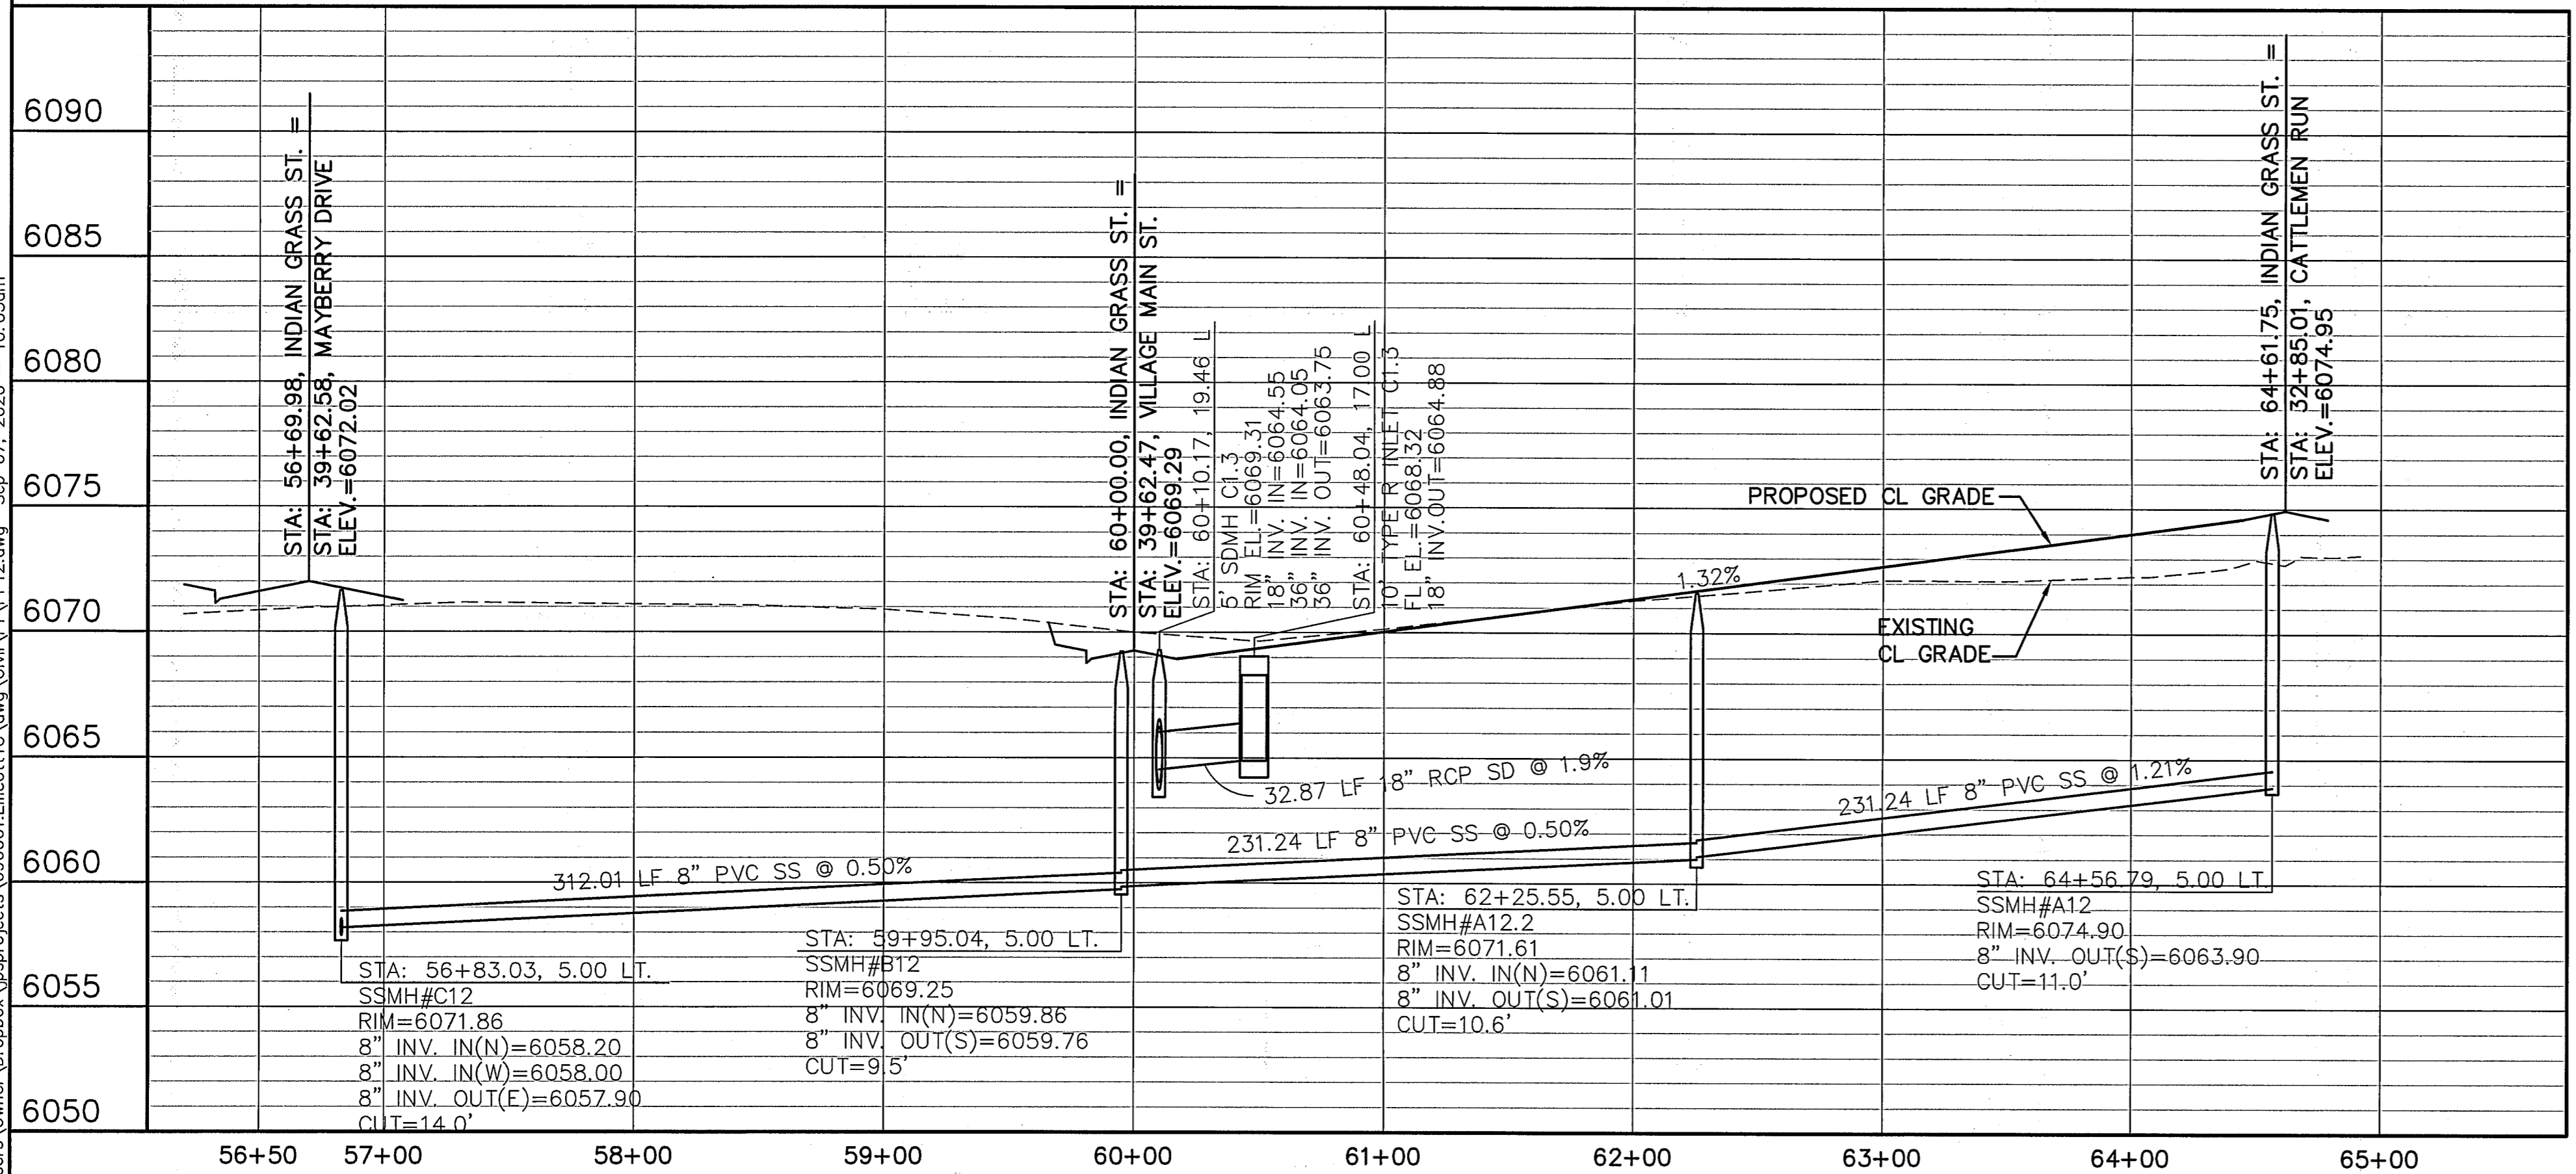 6090
6085
6080
6075
6070
6065
6060
6055
6050
STA: 56+69.98, INDIAN GRASS ST. =
STA: 39+62.58, MAYBERRY DRIVE
ELEV.=6072.02
STA: 60+00.00, INDIAN GRASS ST. =
STA: 39+62.47, VILLAGE MAIN ST.
ELEV.=6069.29
STA: 60+10.17, 19.46 L
5' SDMH C1.3
RIM EL.=6069.31
18" INV. IN=6064.55
36" INV. IN=6064.05
36" INV. OUT=6063.75
STA: 60+48.04, 17.00 L
10' TYPE R INLET C1.3
FL EL.=6068.32
18" INV.OUT=6064.88
STA: 64+61.75, INDIAN GRASS ST. =
STA: 32+85.01, CATTLEMEN RUN
ELEV.=6074.95
PROPOSED CL GRADE
1.32%
EXISTING
CL GRADE
32.87 LF 18" RCP SD @ 1.9%
312.01 LF 8" PVC SS @ 0.50%
231.24 LF 8" PVC SS @ 0.50%
231.24 LF 8" PVC SS @ 1.21%
STA: 56+83.03, 5.00 LT.
SSMH#C12
RIM=6071.86
8" INV. IN(N)=6058.20
8" INV. IN(W)=6058.00
8" INV. OUT(E)=6057.90
CUT=14.0'
STA: 59+95.04, 5.00 LT.
SSMH#B12
RIM=6069.25
8" INV. IN(N)=6059.86
8" INV. OUT(S)=6059.76
CUT=9.5'
STA: 62+25.55, 5.00 LT.
SSMH#A12.2
RIM=6071.61
8" INV. IN(N)=6061.11
8" INV. OUT(S)=6061.01
CUT=10.6'
STA: 64+56.79, 5.00 LT.
SSMH#A12
RIM=6074.90
8" INV. OUT(S)=6063.90
CUT=11.0'
56+50 57+00 58+00 59+00 60+00 61+00 62+00 63+00 64+00 65+00